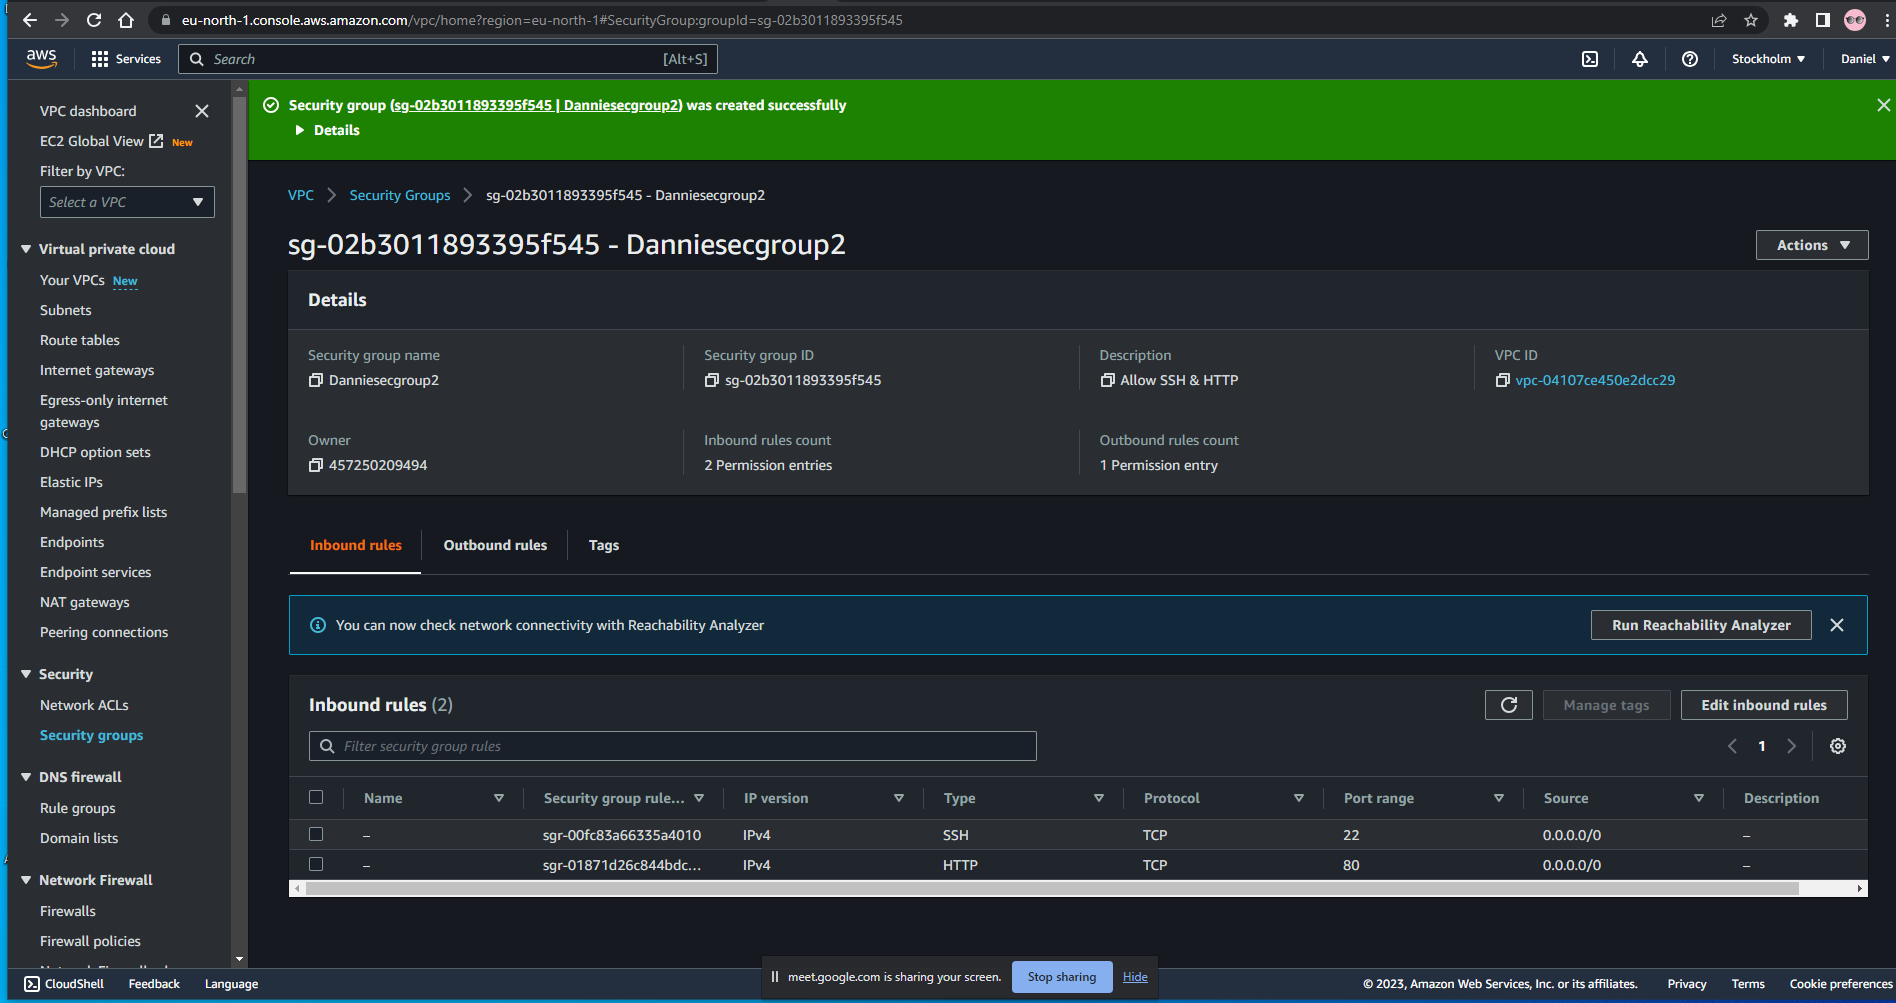 eu-north-1.console.aws.amazon.com/vpc/home?region=eu-north-1#SecurityGroup:groupId=sg-02b3011893395f545
aws
Services
Search
[Alt+S]
Stockholm
Daniel
VPC dashboard
EC2 Global View New
Filter by VPC:
Select a VPC
Virtual private cloud
Your VPCs New
Subnets
Route tables
Internet gateways
Egress-only internet
gateways
DHCP option sets
Elastic IPs
Managed prefix lists
Endpoints
Endpoint services
NAT gateways
Peering connections
Security
Network ACLs
Security groups
DNS firewall
Rule groups
Domain lists
Network Firewall
Firewalls
Firewall policies
Security group (sg-02b3011893395f545 | Danniesecgroup2) was created successfully
Details
VPC
Security Groups
sg-02b3011893395f545 - Danniesecgroup2
sg-02b3011893395f545 - Danniesecgroup2
Actions
Details
Security group name
Danniesecgroup2
Security group ID
sg-02b3011893395f545
Description
Allow SSH & HTTP
VPC ID
vpc-04107ce450e2dcc29
Owner
457250209494
Inbound rules count
2 Permission entries
Outbound rules count
1 Permission entry
Inbound rules
Outbound rules
Tags
You can now check network connectivity with Reachability Analyzer
Run Reachability Analyzer
Inbound rules (2)
Manage tags
Edit inbound rules
Filter security group rules
1
Name Security group rule... IP version Type Protocol Port range Source Description
– sgr-00fc83a66335a4010 IPv4 SSH TCP 22 0.0.0.0/0 –
– sgr-01871d26c844bdc... IPv4 HTTP TCP 80 0.0.0.0/0 –
meet.google.com is sharing your screen.
Stop sharing
Hide
CloudShell
Feedback
Language
© 2023, Amazon Web Services, Inc. or its affiliates.
Privacy
Terms
Cookie preferences